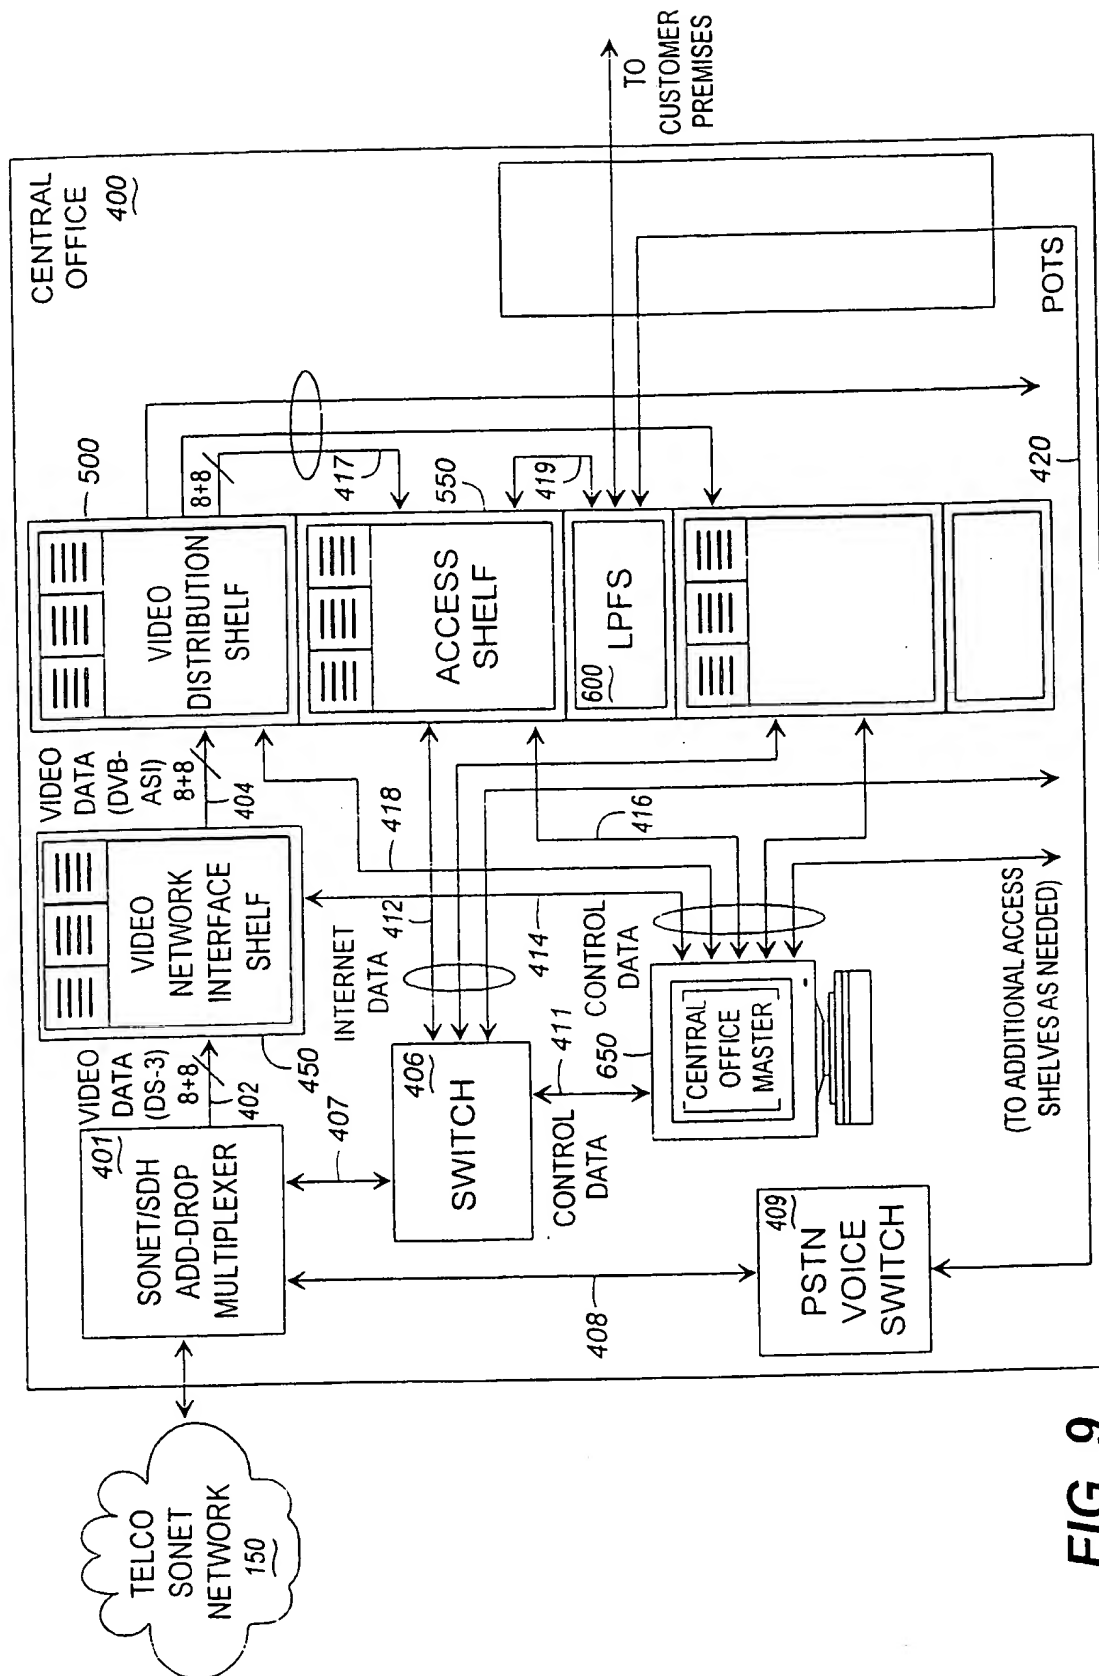 CENTRAL
OFFICE
400
TELCO
SONET
NETWORK
150
401
SONET/SDH
ADD-DROP
MULTIPLEXER
VIDEO
DATA
(DS-3)
8+8
402
450
VIDEO
NETWORK
INTERFACE
SHELF
VIDEO
DATA
(DVB-
ASI)
8+8
404
500
VIDEO
DISTRIBUTION
SHELF
8+8
417
550
ACCESS
SHELF
419
600
LPFS
TO
CUSTOMER
PREMISES
POTS
420
407
406
SWITCH
INTERNET
DATA
412
418
414
416
CONTROL
DATA
CONTROL
DATA
411
650
CENTRAL
OFFICE
MASTER
408
409
PSTN
VOICE
SWITCH
(TO ADDITIONAL ACCESS
SHELVES AS NEEDED)
FIG. 9